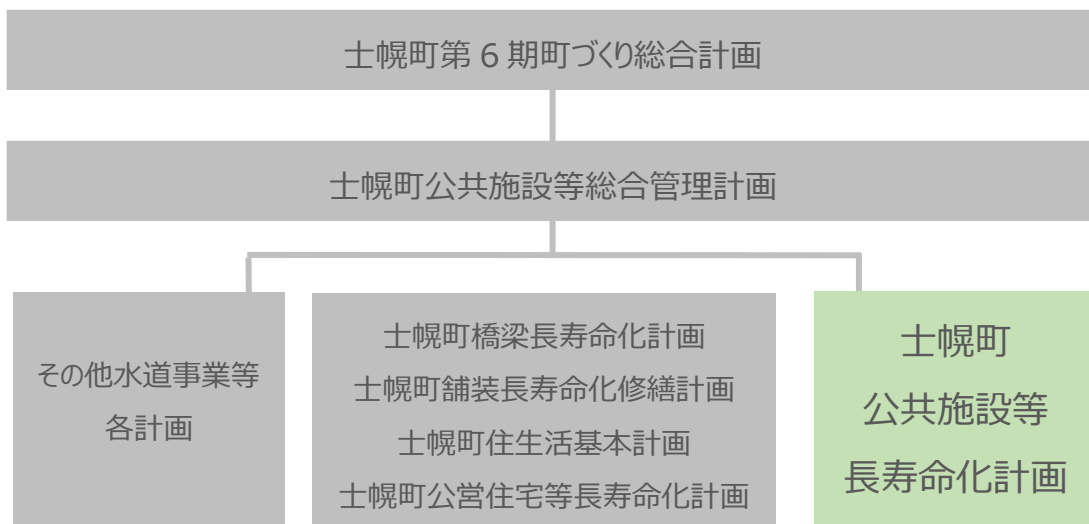 士幌町第６期町づくり総合計画
士幌町公共施設等総合管理計画
その他水道事業等
各計画
士幌町橋梁長寿命化計画
士幌町舗装長寿命化修繕計画
士幌町住生活基本計画
士幌町公営住宅等長寿命化計画
士幌町
公共施設等
長寿命化計画